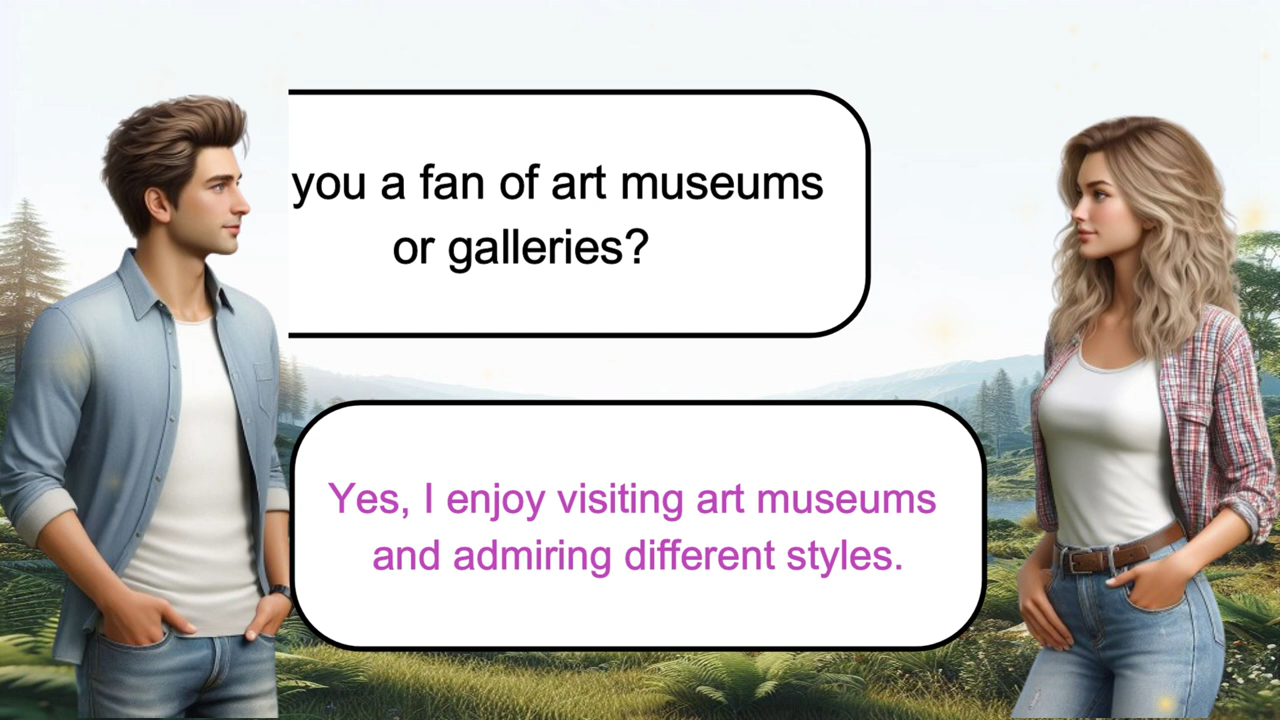 you a fan of art museums
or galleries?
Yes, I enjoy visiting art museums
and admiring different styles.